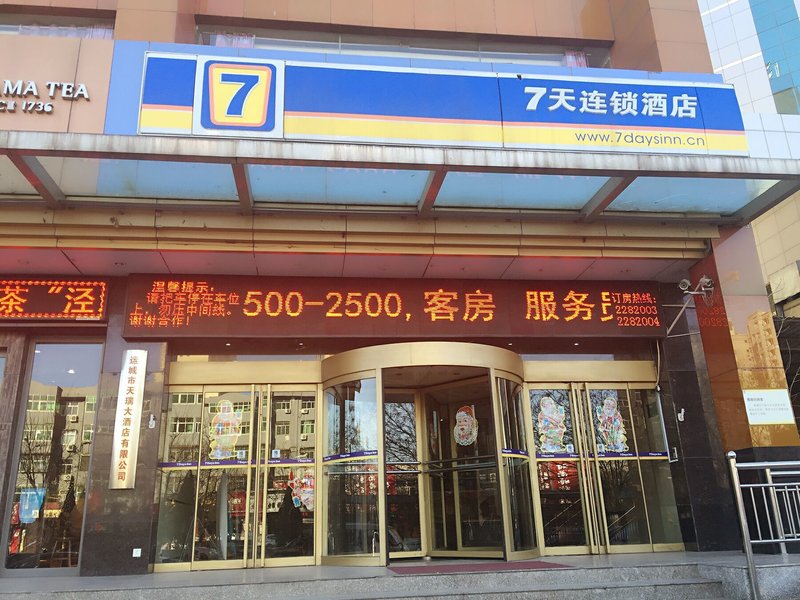 AMA TEA
1736
7
7天连锁酒店
www.7daysinn.cn
茶“泾
温馨提示:
请把车停在车位
上,勿压中间线。
谢谢合作!
500-2500,客房 服务员
订房热线:
2282003
2282004
运城市天瑞大酒店有限公司